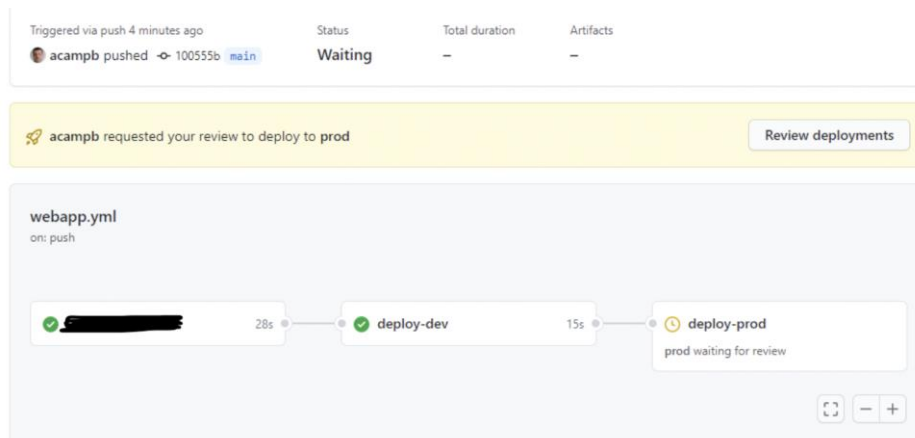 Triggered via push 4 minutes ago
Status
Total duration
Artifacts
acampb pushed 100555b main
Waiting
–
–
acampb requested your review to deploy to prod
Review deployments
webapp.yml
on: push
28s
deploy-dev
15s
deploy-prod
prod waiting for review